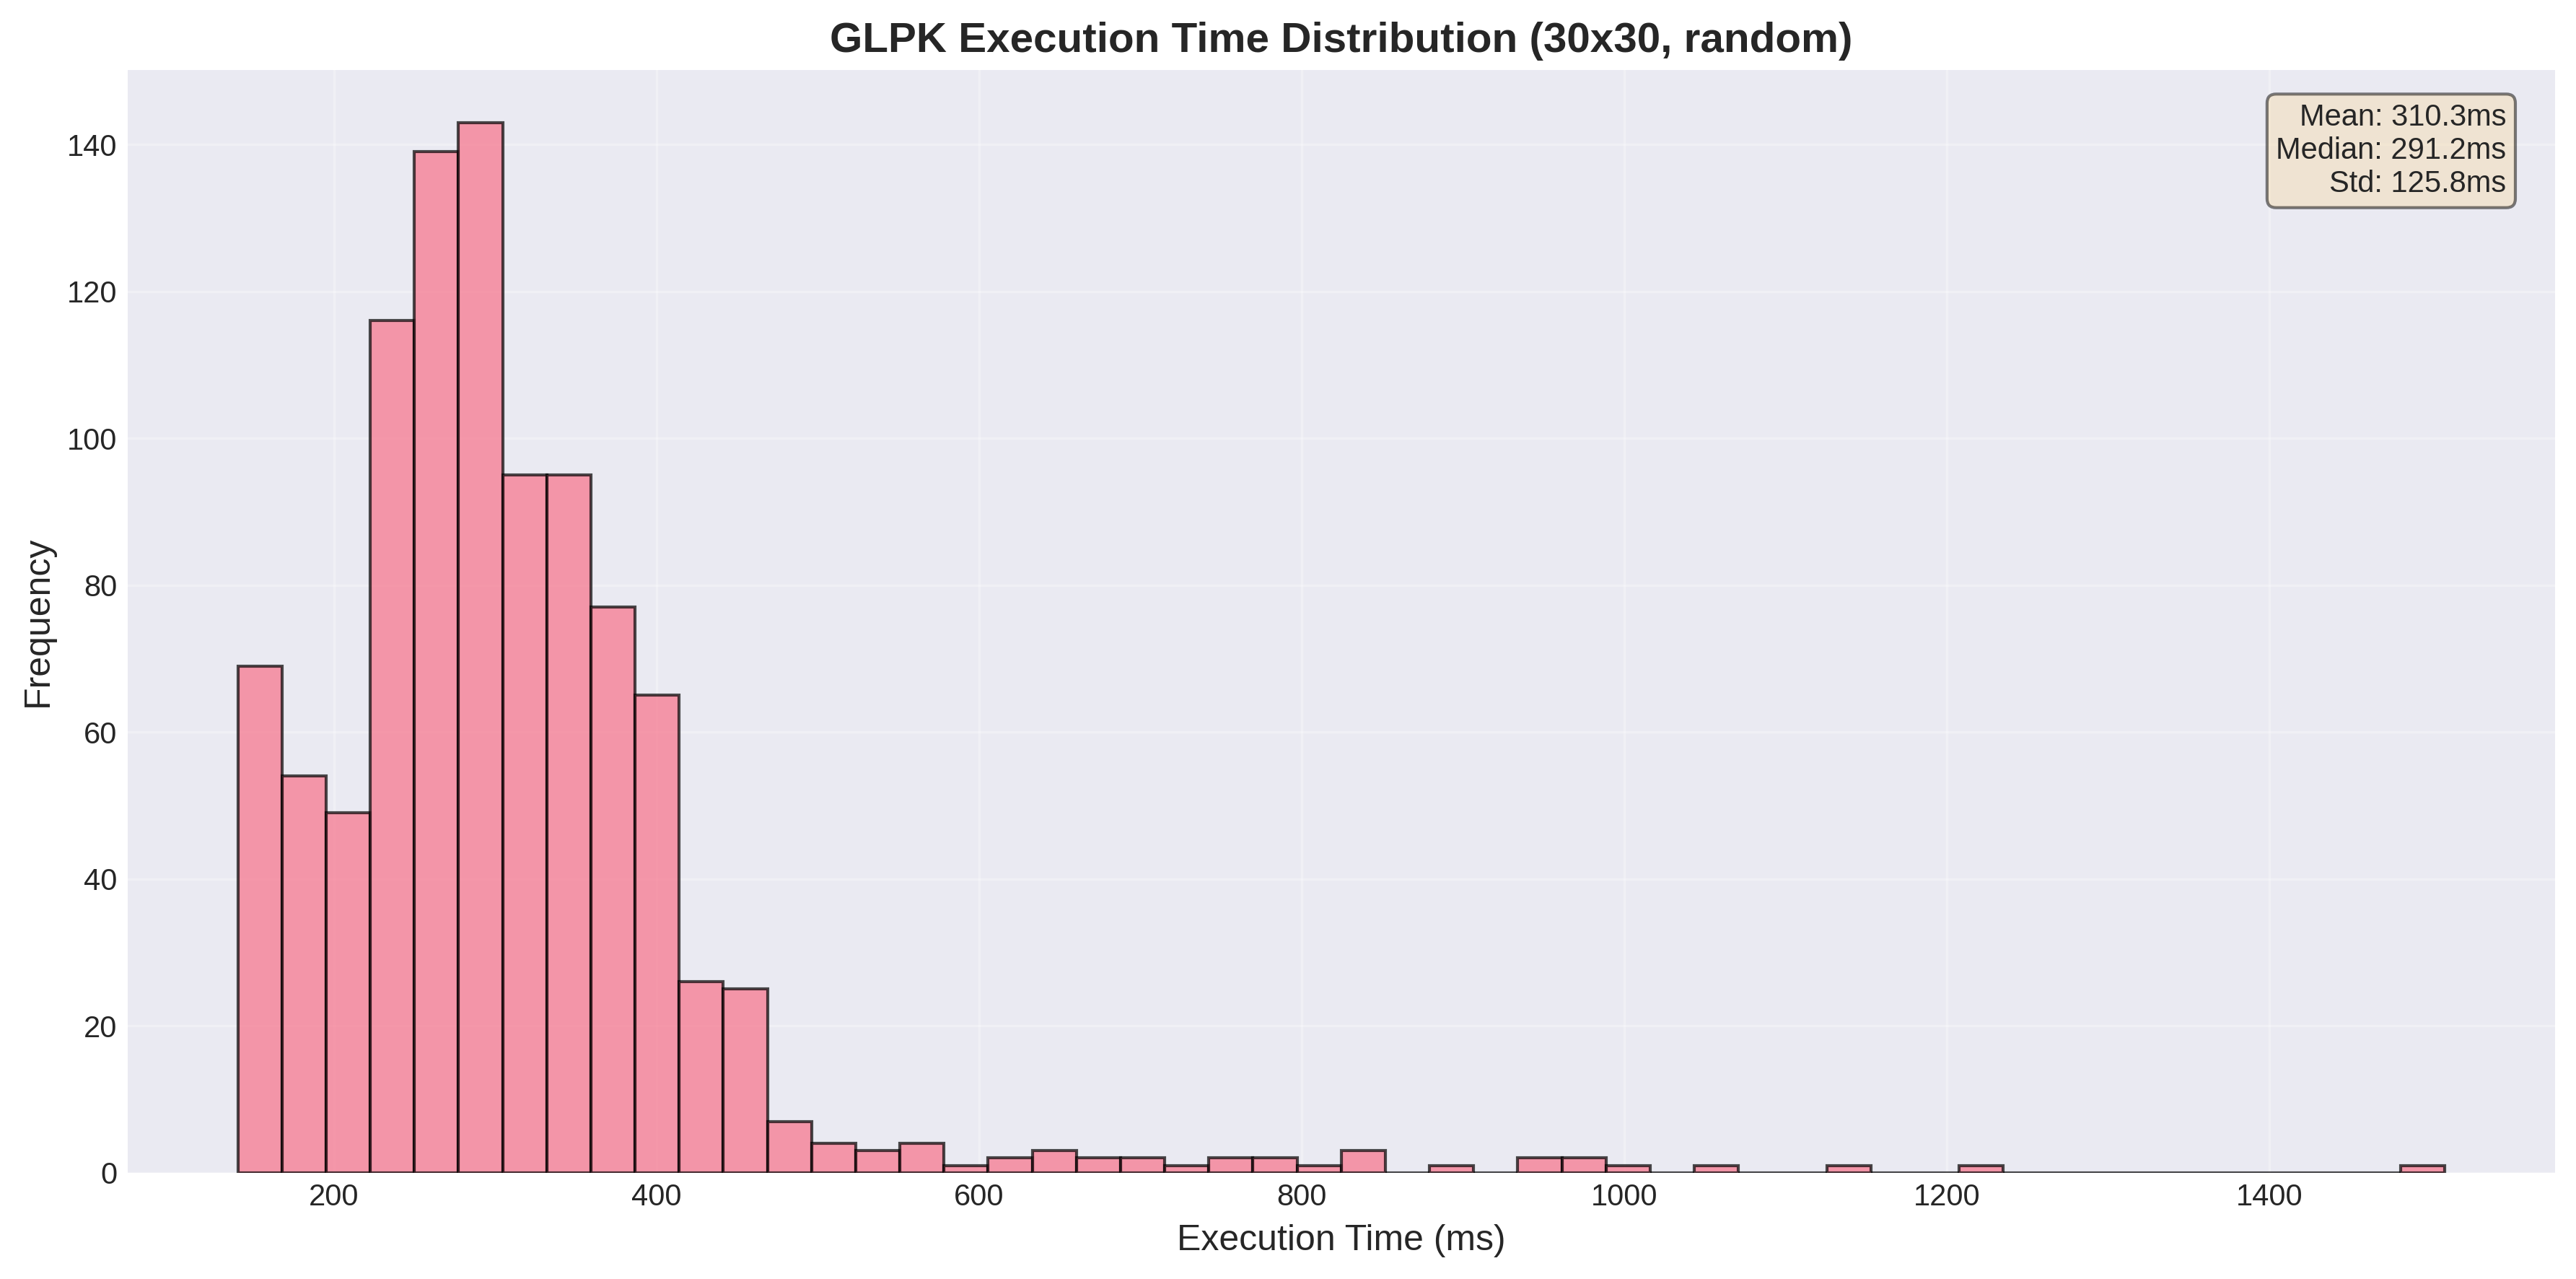 GLPK Execution Time Distribution (30x30, random)
Mean: 310.3ms
Median: 291.2ms
Std: 125.8ms
Frequency
140
120
100
80
60
40
20
0
200 400 600 800 1000 1200 1400
Execution Time (ms)